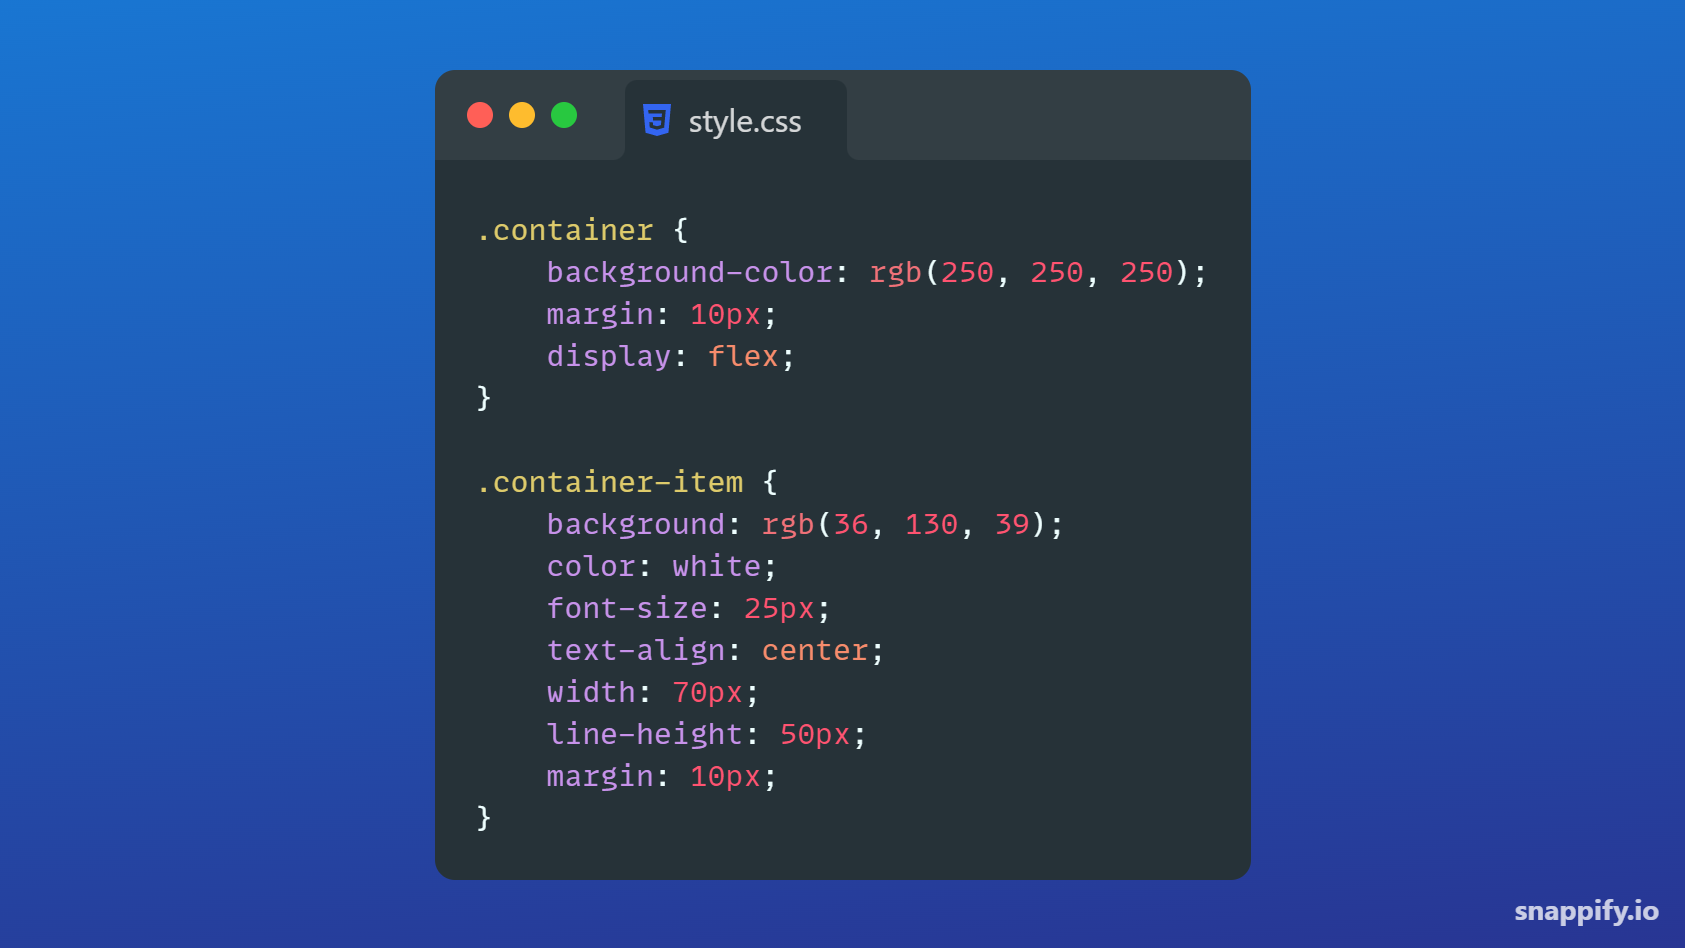 style.css
.container {
    background-color: rgb(250, 250, 250);
    margin: 10px;
    display: flex;
}
.container-item {
    background: rgb(36, 130, 39);
    color: white;
    font-size: 25px;
    text-align: center;
    width: 70px;
    line-height: 50px;
    margin: 10px;
}
snappify.io